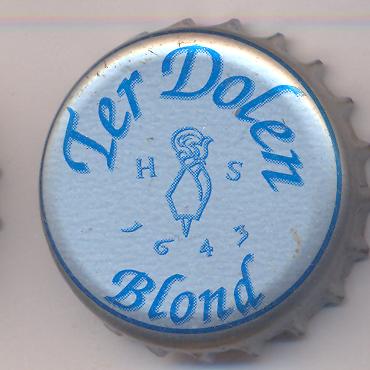 Ter Dolen
H S
1643
Blond